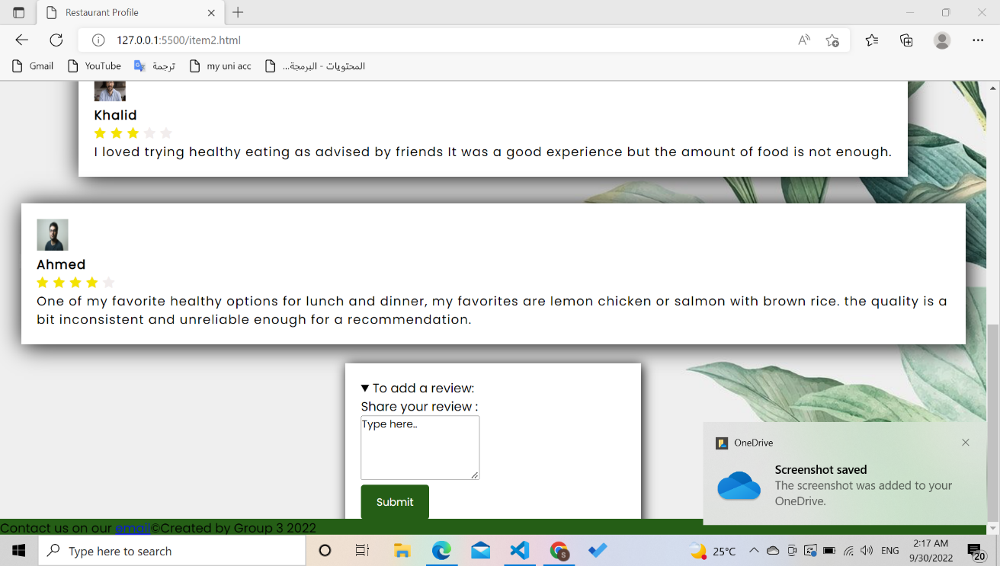 Restaurant Profile
127.0.0.1:5500/item2.html
Gmail
YouTube
ترجمة
my uni acc
المحتويات - البرمجة...
Khalid
I loved trying healthy eating as advised by friends It was a good experience but the amount of food is not enough.
Ahmed
One of my favorite healthy options for lunch and dinner, my favorites are lemon chicken or salmon with brown rice. the quality is a
bit inconsistent and unreliable enough for a recommendation.
▼ To add a review:
Share your review :
Type here..
Submit
OneDrive
Screenshot saved
The screenshot was added to your
OneDrive.
Contact us on our email©Created by Group 3 2022
Type here to search
S
25°C
ENG
2:17 AM
9/30/2022
20